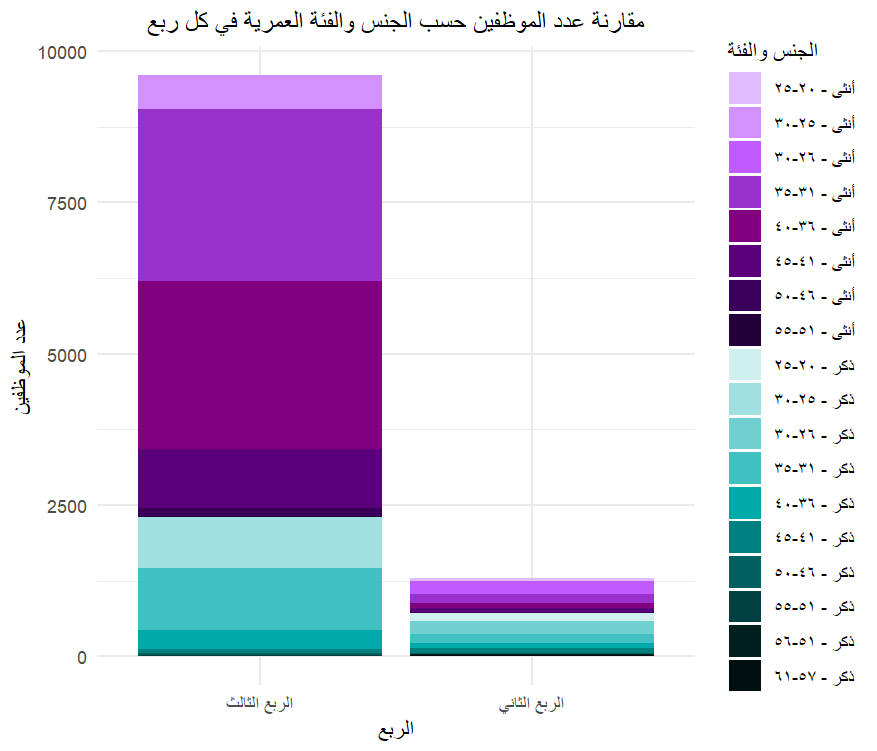 مقارنة عدد الموظفين حسب الجنس والفئة العمرية في كل ربع
10000
7500
5000
2500
0
عدد الموظفين
الربع الثالث
الربع الثاني
الربع
الجنس والفئة
أنثى - ٢٠-٢٥
أنثى - ٢٥-٣٠
أنثى - ٢٦-٣٠
أنثى - ٣١-٣٥
أنثى - ٣٦-٤٠
أنثى - ٤١-٤٥
أنثى - ٤٦-٥٠
أنثى - ٥١-٥٥
ذكر - ٢٠-٢٥
ذكر - ٢٥-٣٠
ذكر - ٢٦-٣٠
ذكر - ٣١-٣٥
ذكر - ٣٦-٤٠
ذكر - ٤١-٤٥
ذكر - ٤٦-٥٠
ذكر - ٥١-٥٥
ذكر - ٥١-٥٦
ذكر - ٥٧-٦١